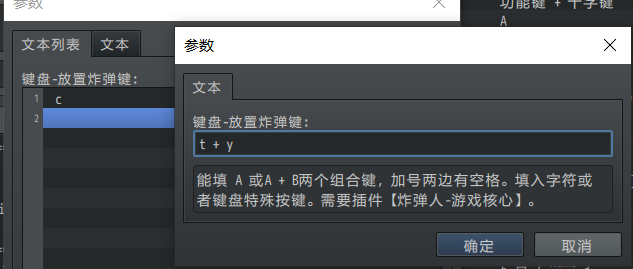 参数
功能键 + 十字键
A
文本列表
文本
键盘-放置炸弹键:
1 c
2
参数
文本
键盘-放置炸弹键:
t + y
能填 A 或A + B两个组合键，加号两边有空格。填入字符或
者键盘特殊按键。需要插件【炸弹人-游戏核心】。
确定
取消